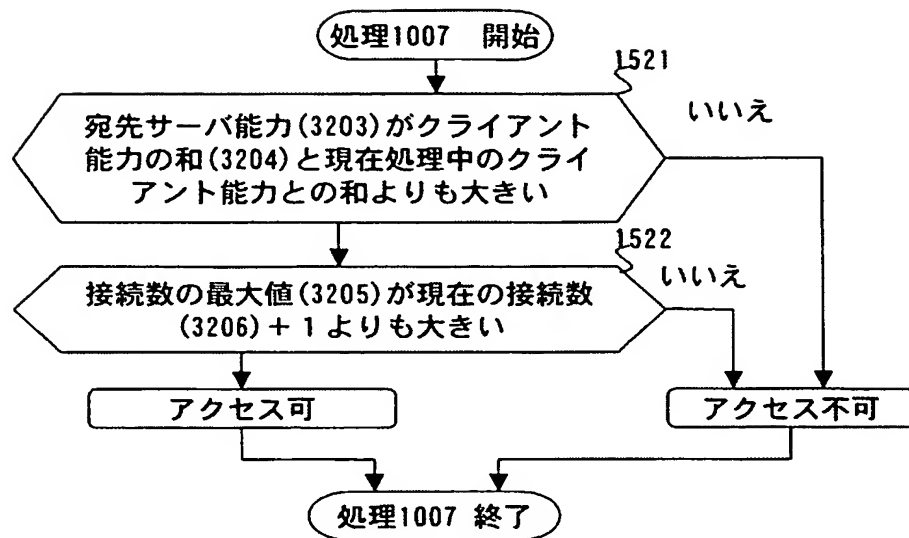 処理1007 開始
1521
宛先サーバ能力(3203)がクライアント
能力の和(3204)と現在処理中のクライ
アント能力との和よりも大きい
いいえ
1522
接続数の最大値(3205)が現在の接続数
(3206)+1よりも大きい
いいえ
アクセス可
アクセス不可
処理1007 終了